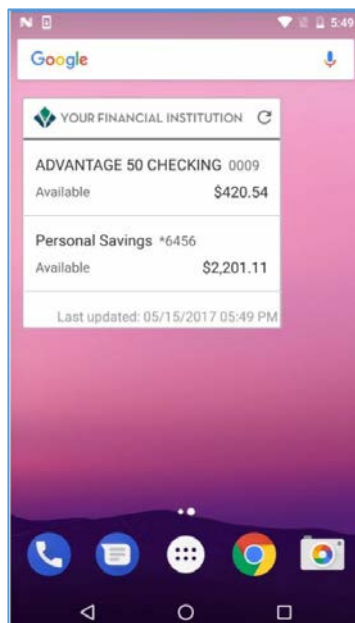 5:49
Google
YOUR FINANCIAL INSTITUTION
ADVANTAGE 50 CHECKING 0009
Available $420.54
Personal Savings *6456
Available $2,201.11
Last updated: 05/15/2017 05:49 PM